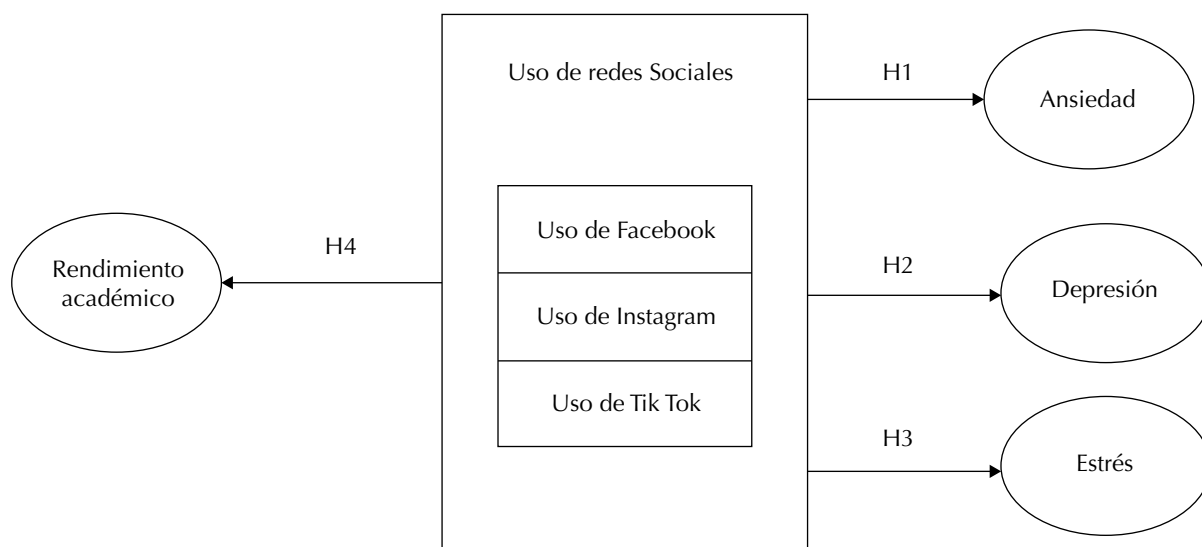 Uso de redes Sociales
H1
Ansiedad
Uso de Facebook
H4
H2
Rendimiento
académico
Depresión
Uso de Instagram
Uso de Tik Tok
H3
Estrés